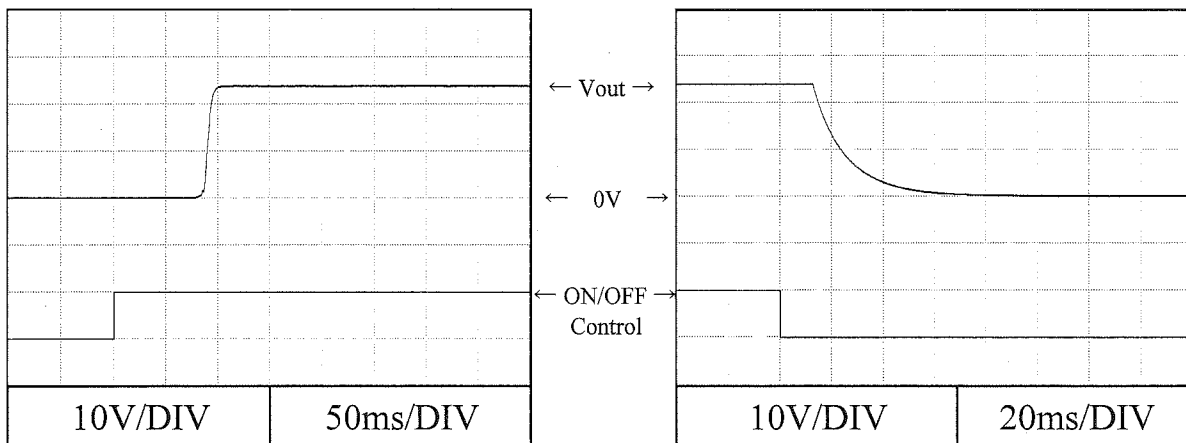 ← Vout →
← 0V →
← ON/OFF →
Control
10V/DIV
50ms/DIV
10V/DIV
20ms/DIV